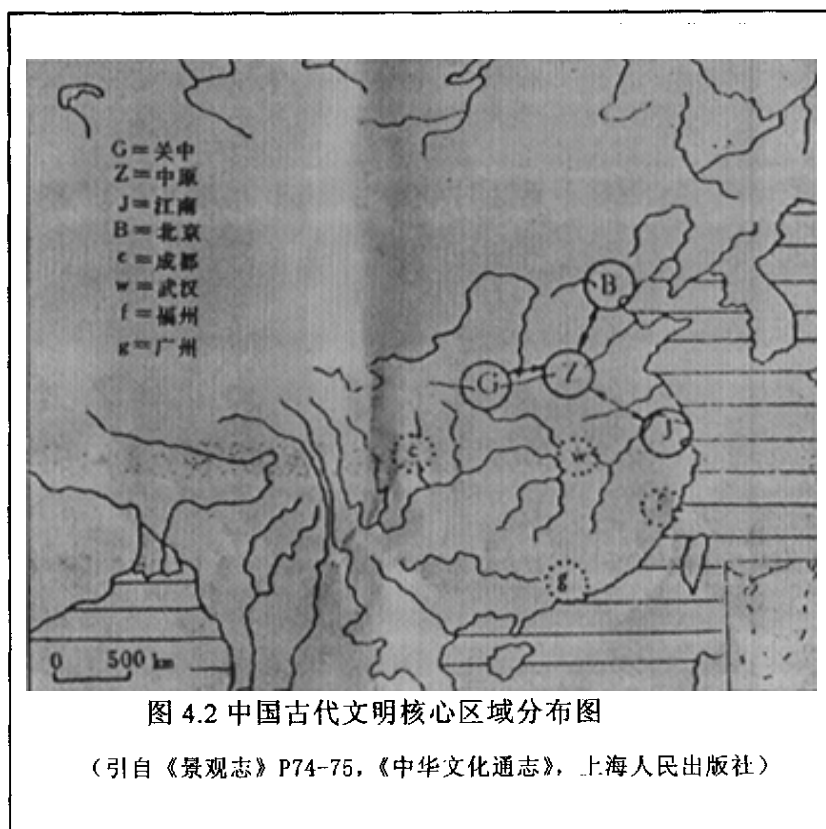 G=关中
Z=中原
J=江南
B=北京
c=成都
w=武汉
f=福州
g=广州
B
G
Z
J
c
w
f
g
0 500 km
图 4.2 中国古代文明核心区域分布图
（引自《景观志》P74-75，《中华文化通志》，上海人民出版社）